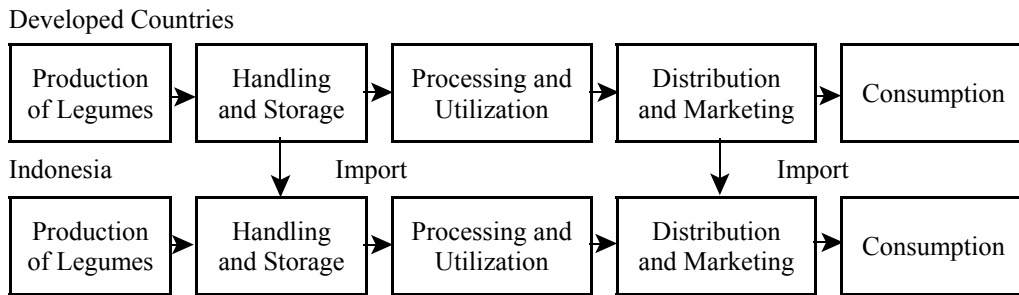 Developed Countries
Production
of Legumes
Handling
and Storage
Processing and
Utilization
Distribution
and Marketing
Consumption
Indonesia
Import
Import
Production
of Legumes
Handling
and Storage
Processing and
Utilization
Distribution
and Marketing
Consumption